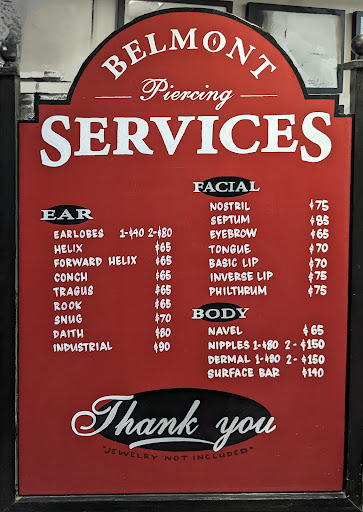 BELMONT
Piercing
SERVICES
EAR
EARLOBES 1-$40 2-$80
HELIX $65
FORWARD HELIX $65
CONCH $65
TRAGUS $65
ROOK $65
SNUG $70
DAITH $80
INDUSTRIAL $90
FACIAL
NOSTRIL $75
SEPTUM $85
EYEBROW $65
TONGUE $70
BASIC LIP $70
INVERSE LIP $75
PHILTHRUM $75
BODY
NAVEL $65
NIPPLES 1-$80 2-$150
DERMAL 1-$80 2-$150
SURFACE BAR $140
Thank you
"JEWELRY NOT INCLUDED"